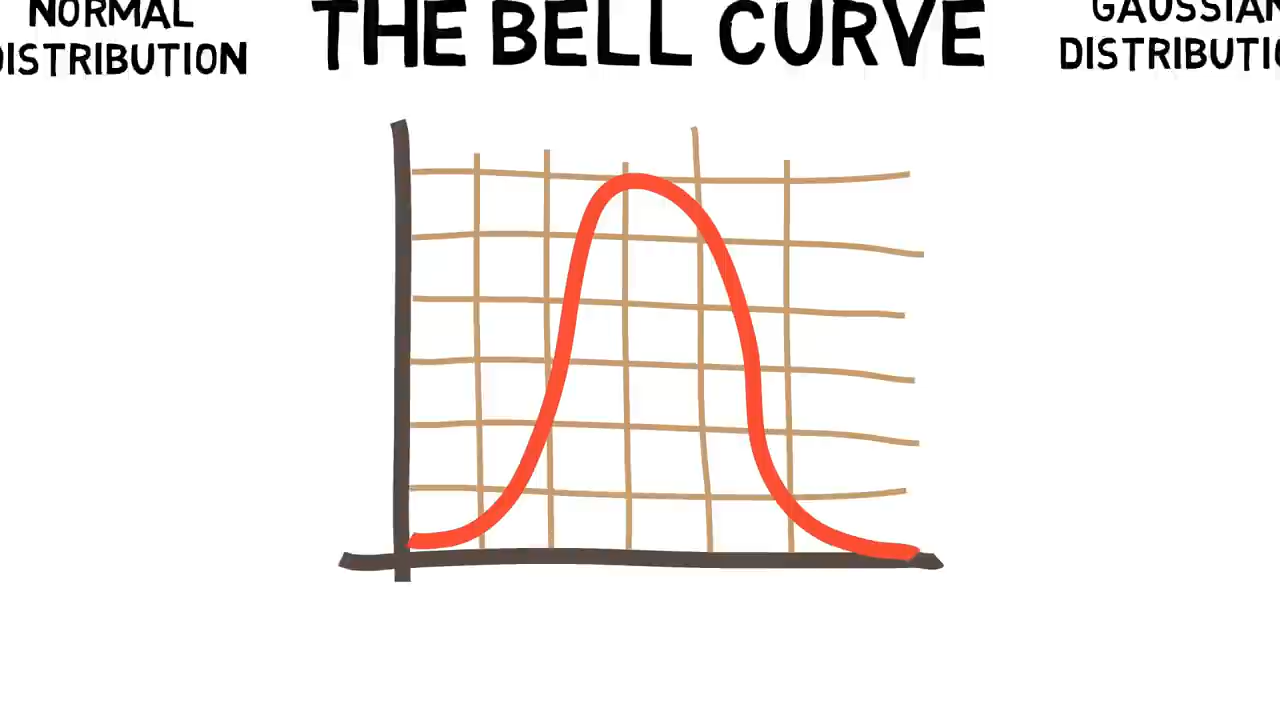 NORMAL
DISTRIBUTION
THE BELL CURVE
GAUSSIAN
DISTRIBUTIO